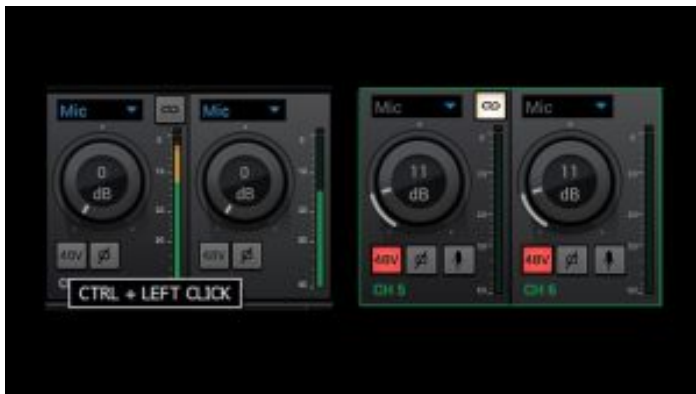 Mic Mic Mic Mic
0 0 11 11
dB dB dB dB
48V 48V 48V 48V
CTRL + LEFT CLICK
CH 5 CH 6